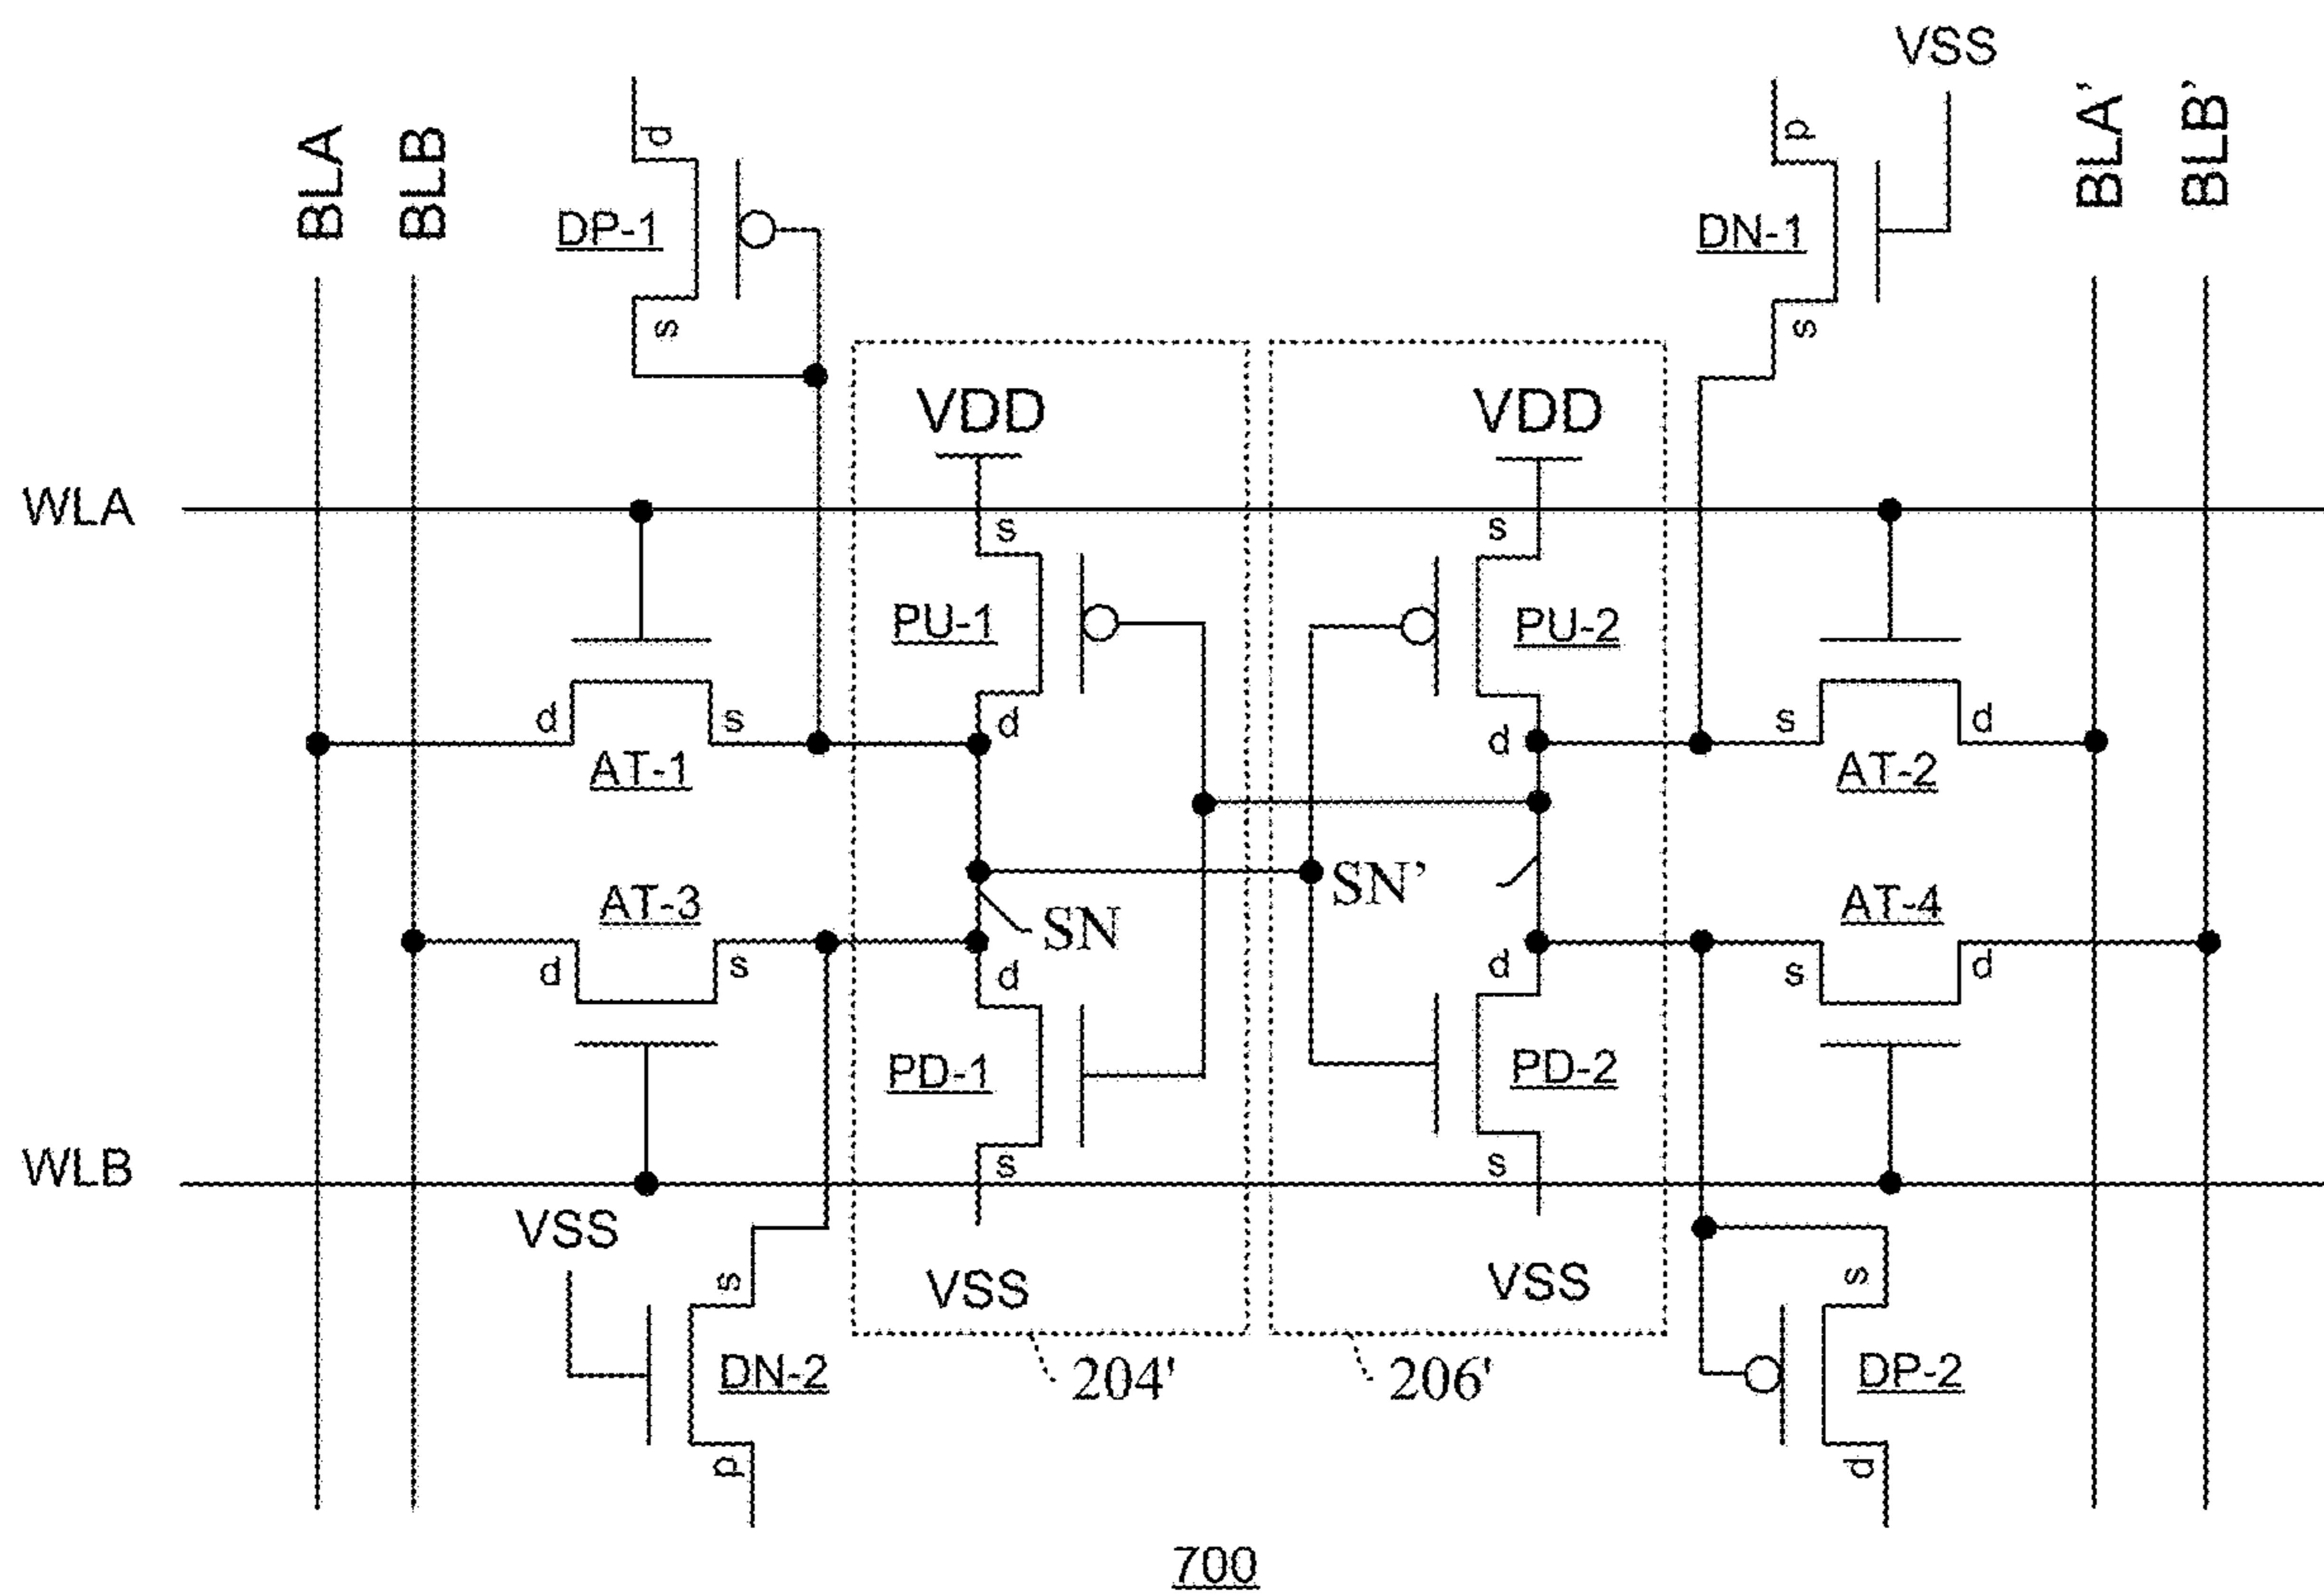 VSS
BLA
BLB
d
DP-1
s
p
DN-1
s
BLA'
BLB'
VDD
VDD
WLA
s
s
PU-1
PU-2
d
s
d
d
s
d
AT-1
AT-2
AT-3
SN
SN'
AT-4
d
s
d
d
s
d
PD-1
PD-2
WLB
s
s
VSS
VSS
VSS
s
s
DN-2
204'
206'
DP-2
p
d
700